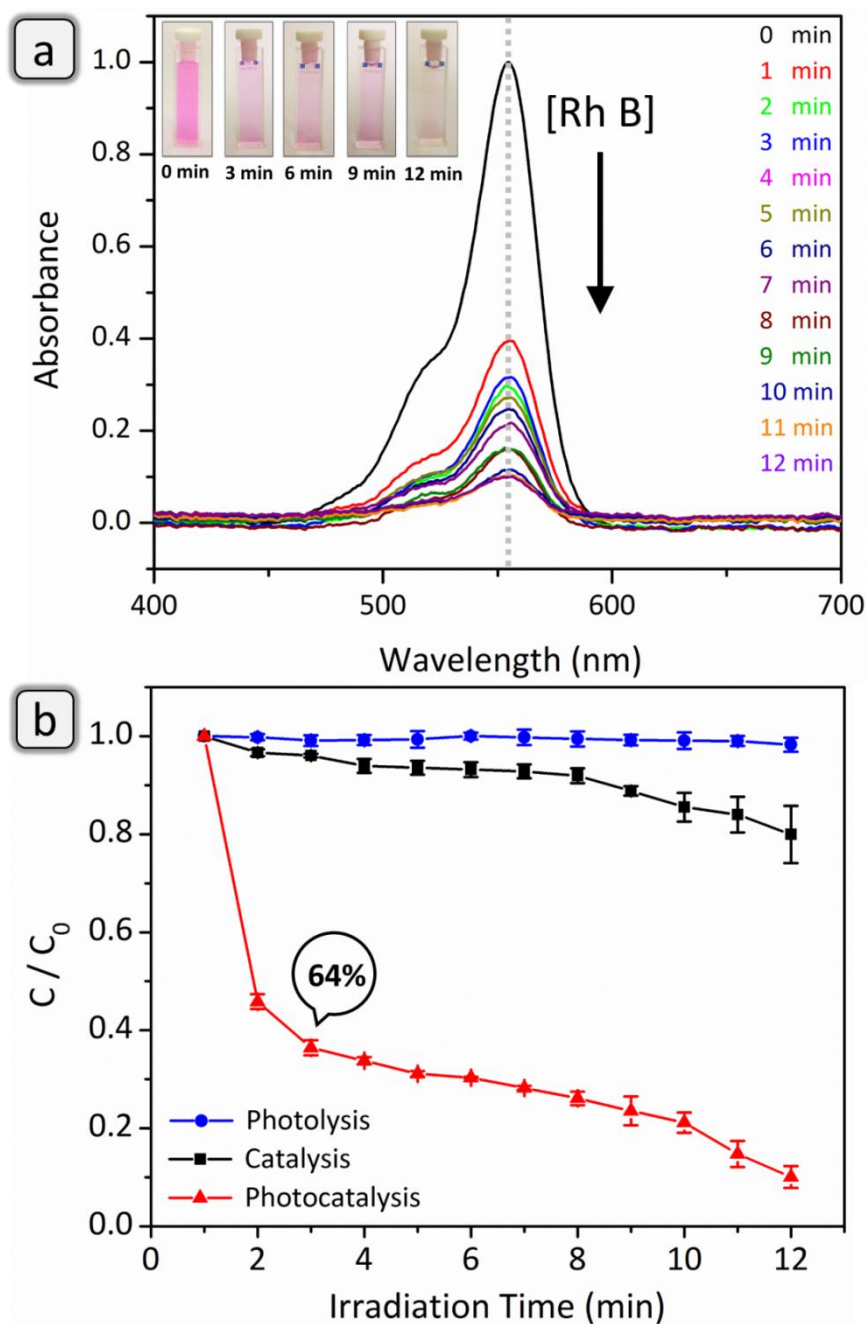 a
0 min
3 min
6 min
9 min
12 min
[Rh B]
0 min
1 min
2 min
3 min
4 min
5 min
6 min
7 min
8 min
9 min
10 min
11 min
12 min
1.0
0.8
0.6
0.4
0.2
0.0
Absorbance
400
500
600
700
Wavelength (nm)
b
1.0
0.8
0.6
0.4
0.2
0.0
C / C₀
64%
Photolysis
Catalysis
Photocatalysis
0
2
4
6
8
10
12
Irradiation Time (min)